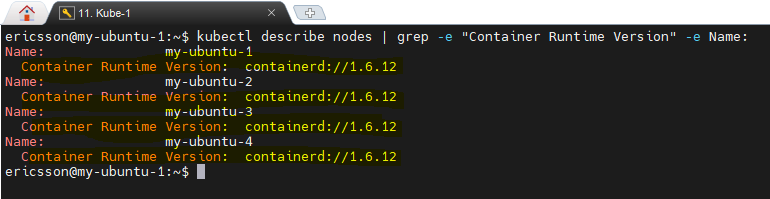 11. Kube-1
ericsson@my-ubuntu-1:~$ kubectl describe nodes | grep -e "Container Runtime Version" -e Name:
Name:               my-ubuntu-1
  Container Runtime Version:  containerd://1.6.12
Name:               my-ubuntu-2
  Container Runtime Version:  containerd://1.6.12
Name:               my-ubuntu-3
  Container Runtime Version:  containerd://1.6.12
Name:               my-ubuntu-4
  Container Runtime Version:  containerd://1.6.12
ericsson@my-ubuntu-1:~$